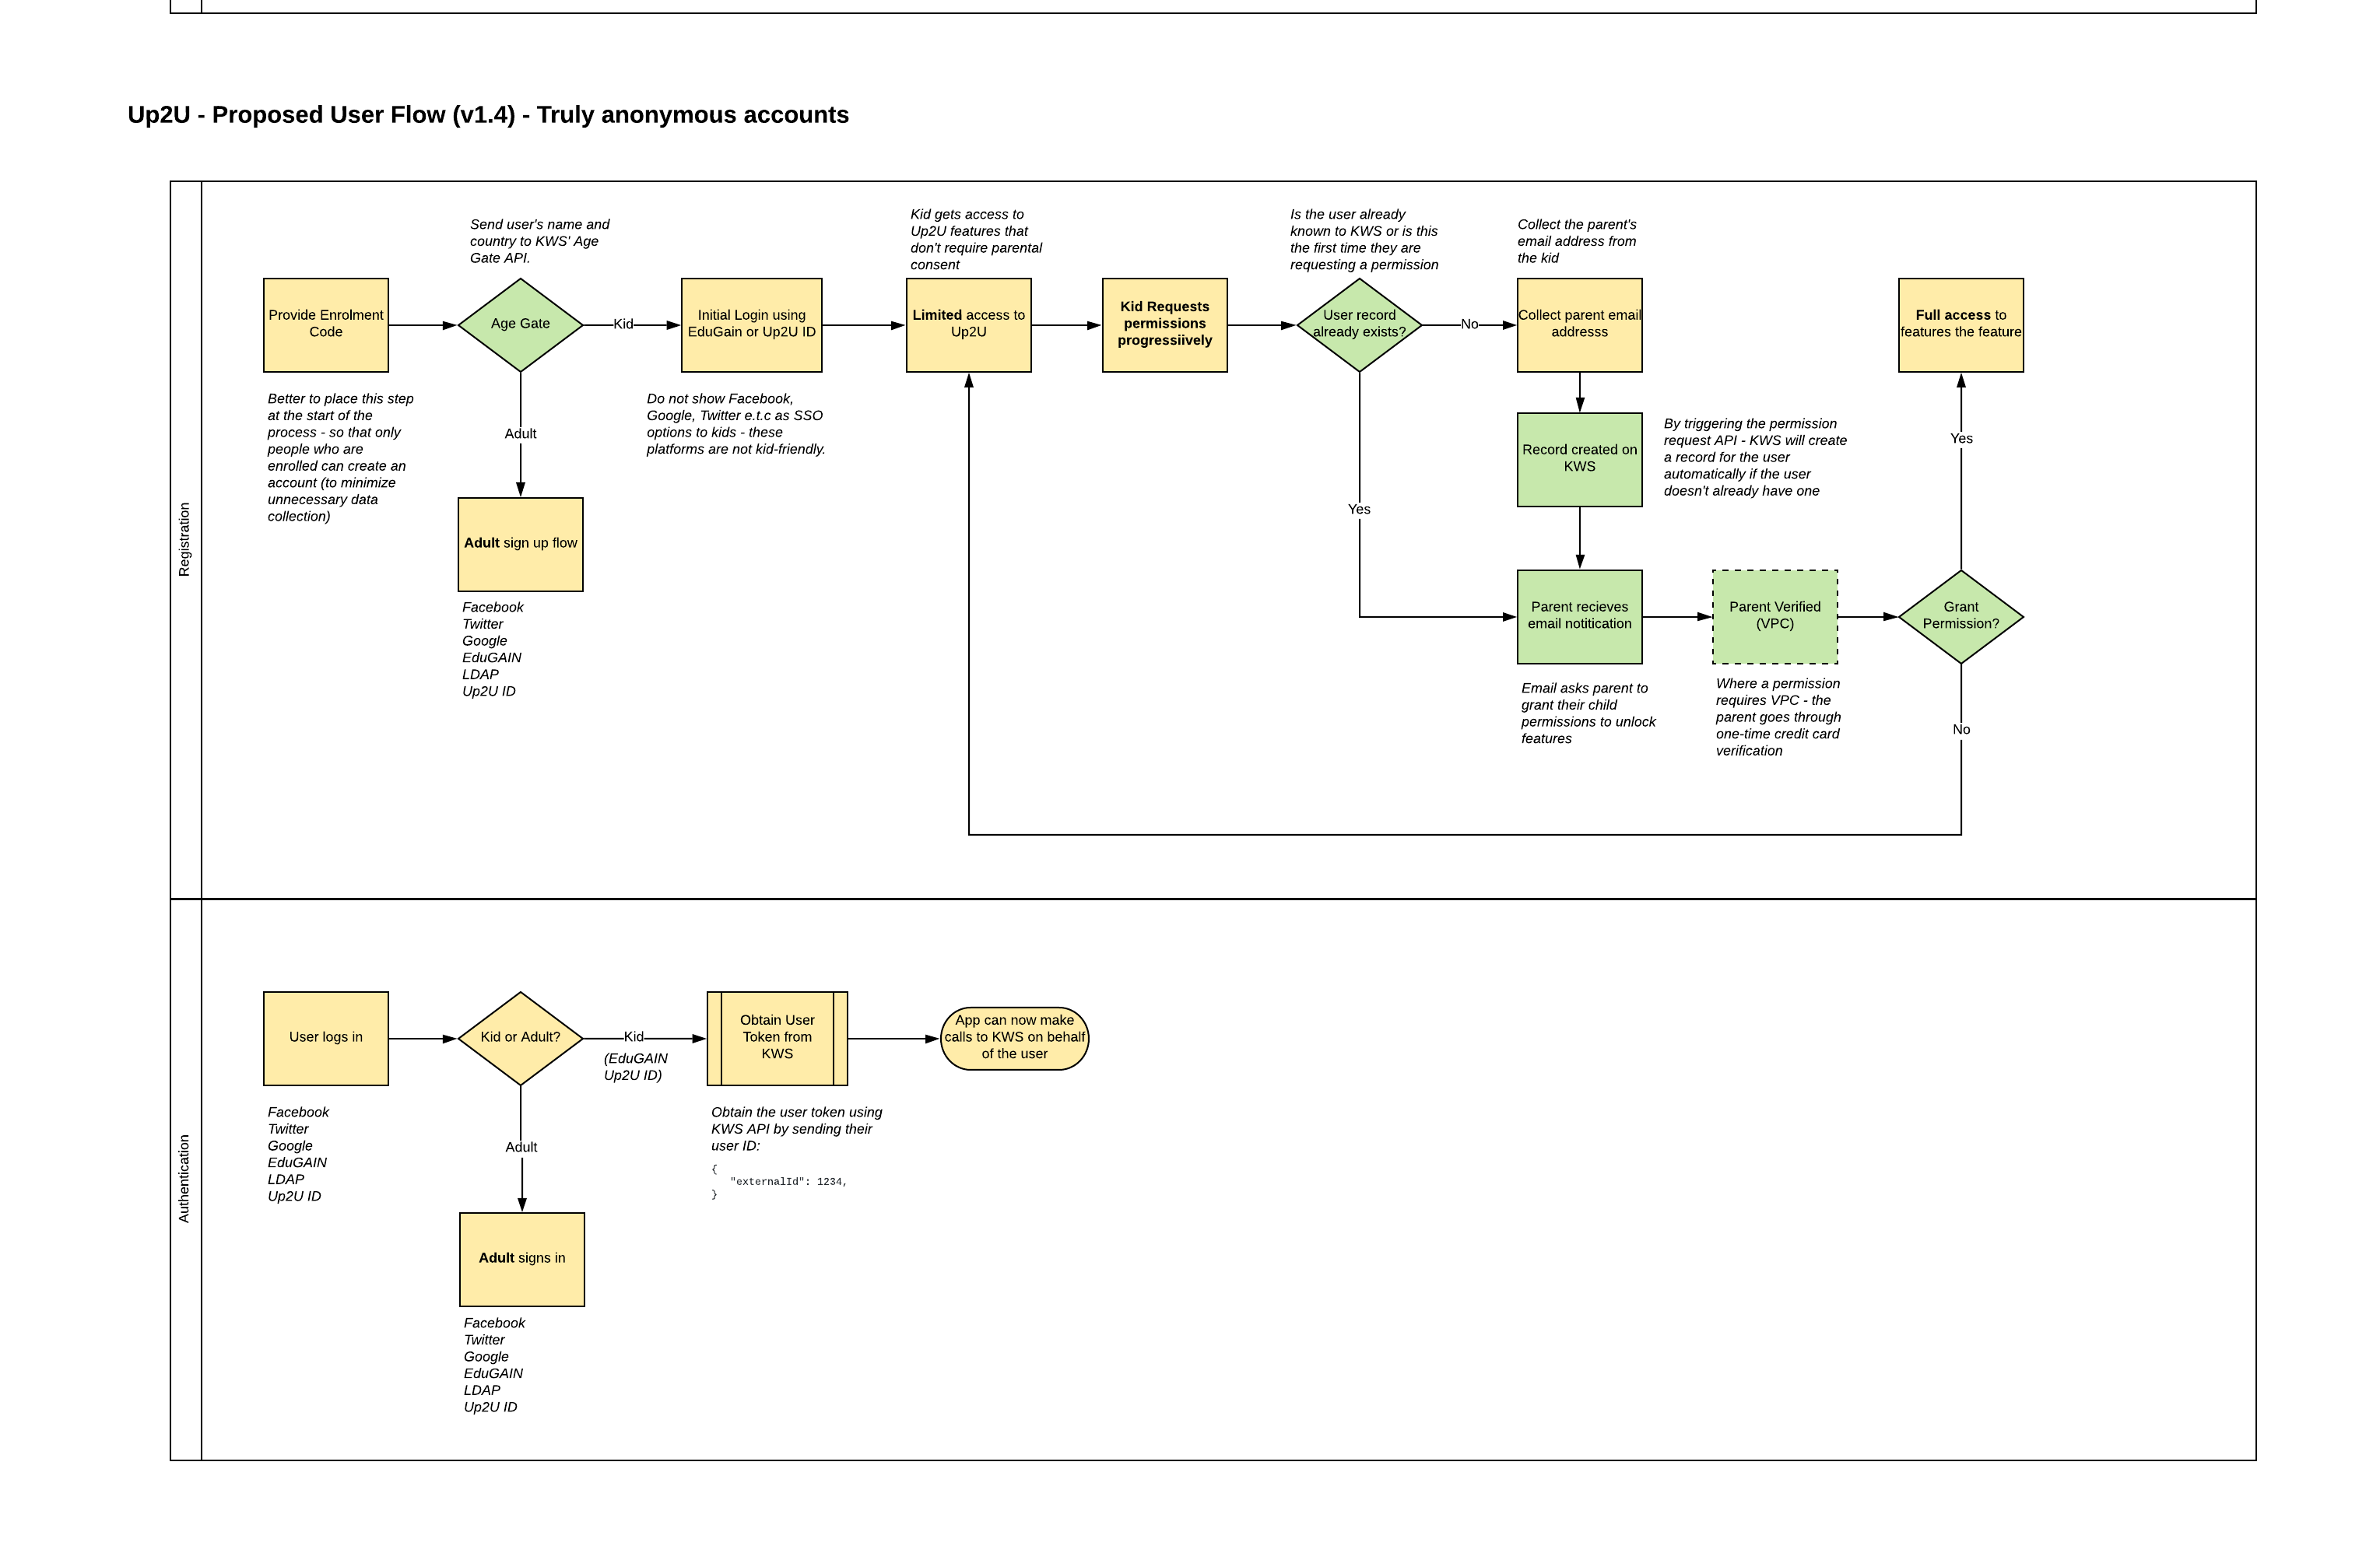 Up2U - Proposed User Flow (v1.4) - Truly anonymous accounts
Registration
Send user's name and
country to KWS' Age
Gate API.
Kid gets access to
Up2U features that
don't require parental
consent
Is the user already
known to KWS or is this
the first time they are
requesting a permission
Collect the parent's
email address from
the kid
Provide Enrolment
Code
Age Gate
Kid
Initial Login using
EduGain or Up2U ID
Limited access to
Up2U
Kid Requests
permissions
progressiively
User record
already exists?
No
Collect parent email
addresss
Full access to
features the feature
Better to place this step
at the start of the
process - so that only
people who are
enrolled can create an
account (to minimize
unnecessary data
collection)
Adult
Do not show Facebook,
Google, Twitter e.t.c as SSO
options to kids - these
platforms are not kid-friendly.
Record created on
KWS
By triggering the permission
request API - KWS will create
a record for the user
automatically if the user
doesn't already have one
Yes
Yes
Adult sign up flow
Facebook
Twitter
Google
EduGAIN
LDAP
Up2U ID
Parent recieves
email notitication
Parent Verified
(VPC)
Grant
Permission?
Email asks parent to
grant their child
permissions to unlock
features
Where a permission
requires VPC - the
parent goes through
one-time credit card
verification
No
Authentication
User logs in
Kid or Adult?
Kid
(EduGAIN
Up2U ID)
Obtain User
Token from
KWS
App can now make
calls to KWS on behalf
of the user
Facebook
Twitter
Google
EduGAIN
LDAP
Up2U ID
Adult
Obtain the user token using
KWS API by sending their
user ID:
{
"externalId": 1234,
}
Adult signs in
Facebook
Twitter
Google
EduGAIN
LDAP
Up2U ID